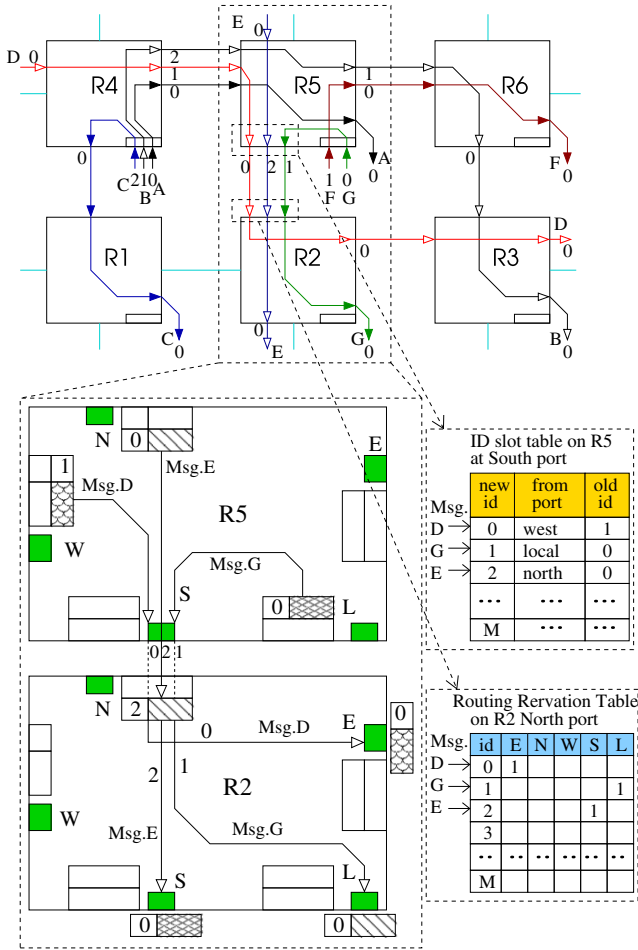 E
0
D 0
2
1
0
1
0
R4
R5
R6
0
C 2 1 0
B A
0 2 1
1 0
F G
A
0
F
0
R1
R2
R3
D
0
0
C
0
0
E
G
0
B
0
N
0
Msg.E
E
1
Msg.D
R5
W
Msg.G
S
0
L
0 2 1
N
2
0
Msg.D
E
0
2
1
R2
W
Msg.E
Msg.G
S
L
0
0
ID slot table on R5
at South port
Msg.
new id from port old id
D 0 west 1
G 1 local 0
E 2 north 0
... ... ...
M ... ...
Routing Rervation Table
on R2 North port
Msg. id E N W S L
D 0 1
G 1 1
E 2 1
3
.. .. .. .. .. ..
M